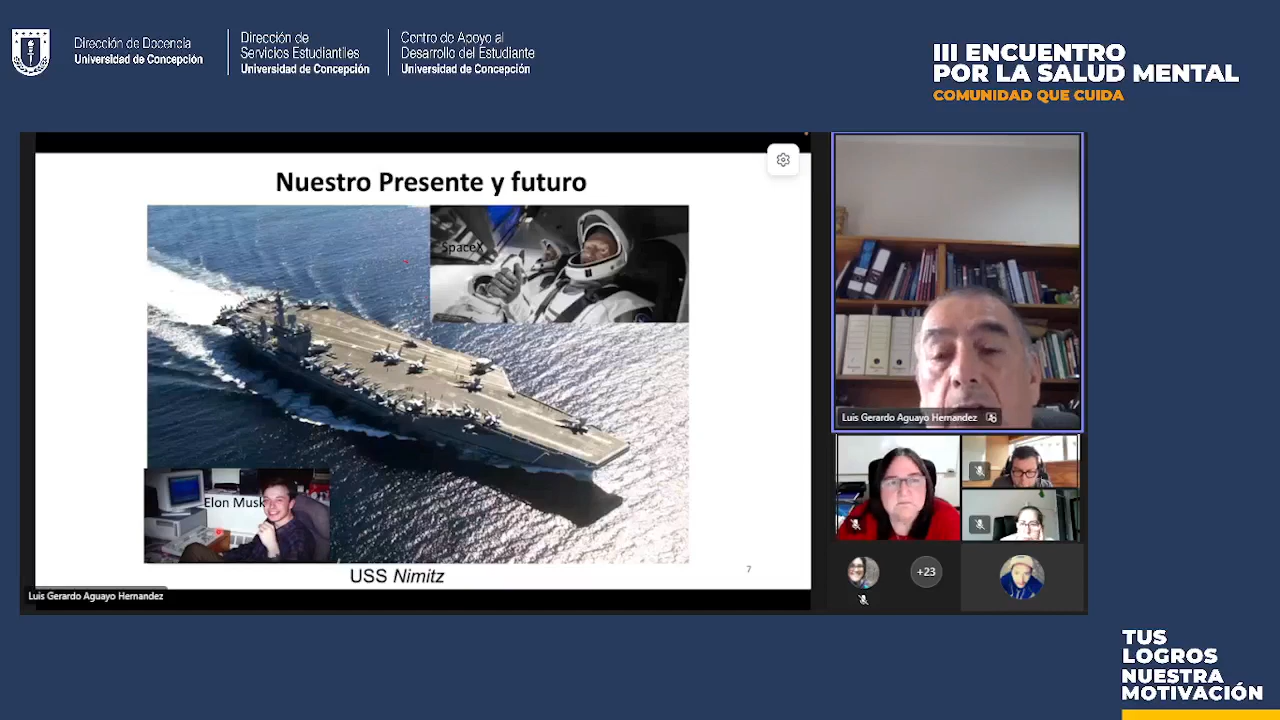 Dirección de Docencia
Universidad de Concepción
Dirección de
Servicios Estudiantiles
Universidad de Concepción
Centro de Apoyo al
Desarrollo del Estudiante
Universidad de Concepción
III ENCUENTRO
POR LA SALUD MENTAL
COMUNIDAD QUE CUIDA
Nuestro Presente y futuro
SpaceX
Elon Musk
USS Nimitz
7
Luis Gerardo Aguayo Hernandez
Luis Gerardo Aguayo Hernandez
+23
TUS
LOGROS
NUESTRA
MOTIVACIÓN